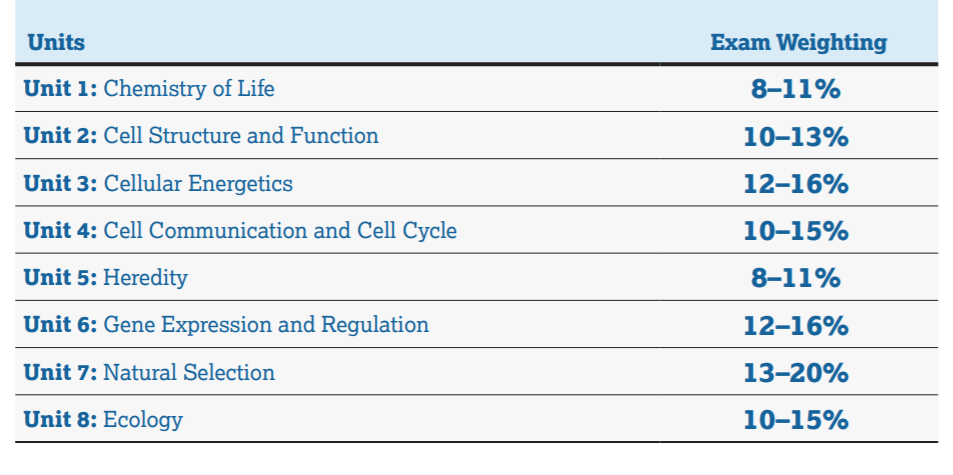 Units Exam Weighting
Unit 1: Chemistry of Life 8–11%
Unit 2: Cell Structure and Function 10–13%
Unit 3: Cellular Energetics 12–16%
Unit 4: Cell Communication and Cell Cycle 10–15%
Unit 5: Heredity 8–11%
Unit 6: Gene Expression and Regulation 12–16%
Unit 7: Natural Selection 13–20%
Unit 8: Ecology 10–15%